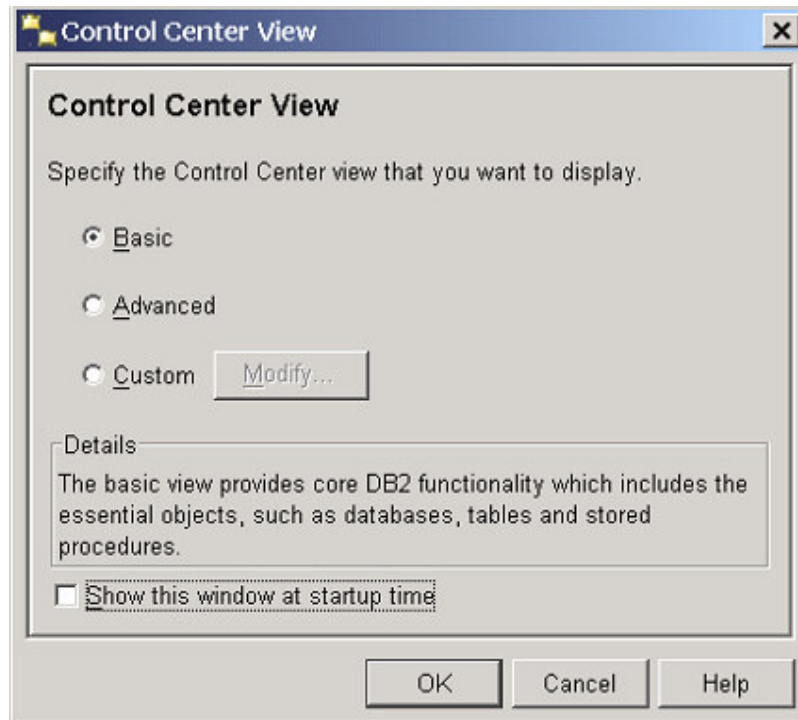 Control Center View
Control Center View
Specify the Control Center view that you want to display.
Basic
Advanced
Custom Modify...
Details
The basic view provides core DB2 functionality which includes the
essential objects, such as databases, tables and stored
procedures.
Show this window at startup time
OK Cancel Help